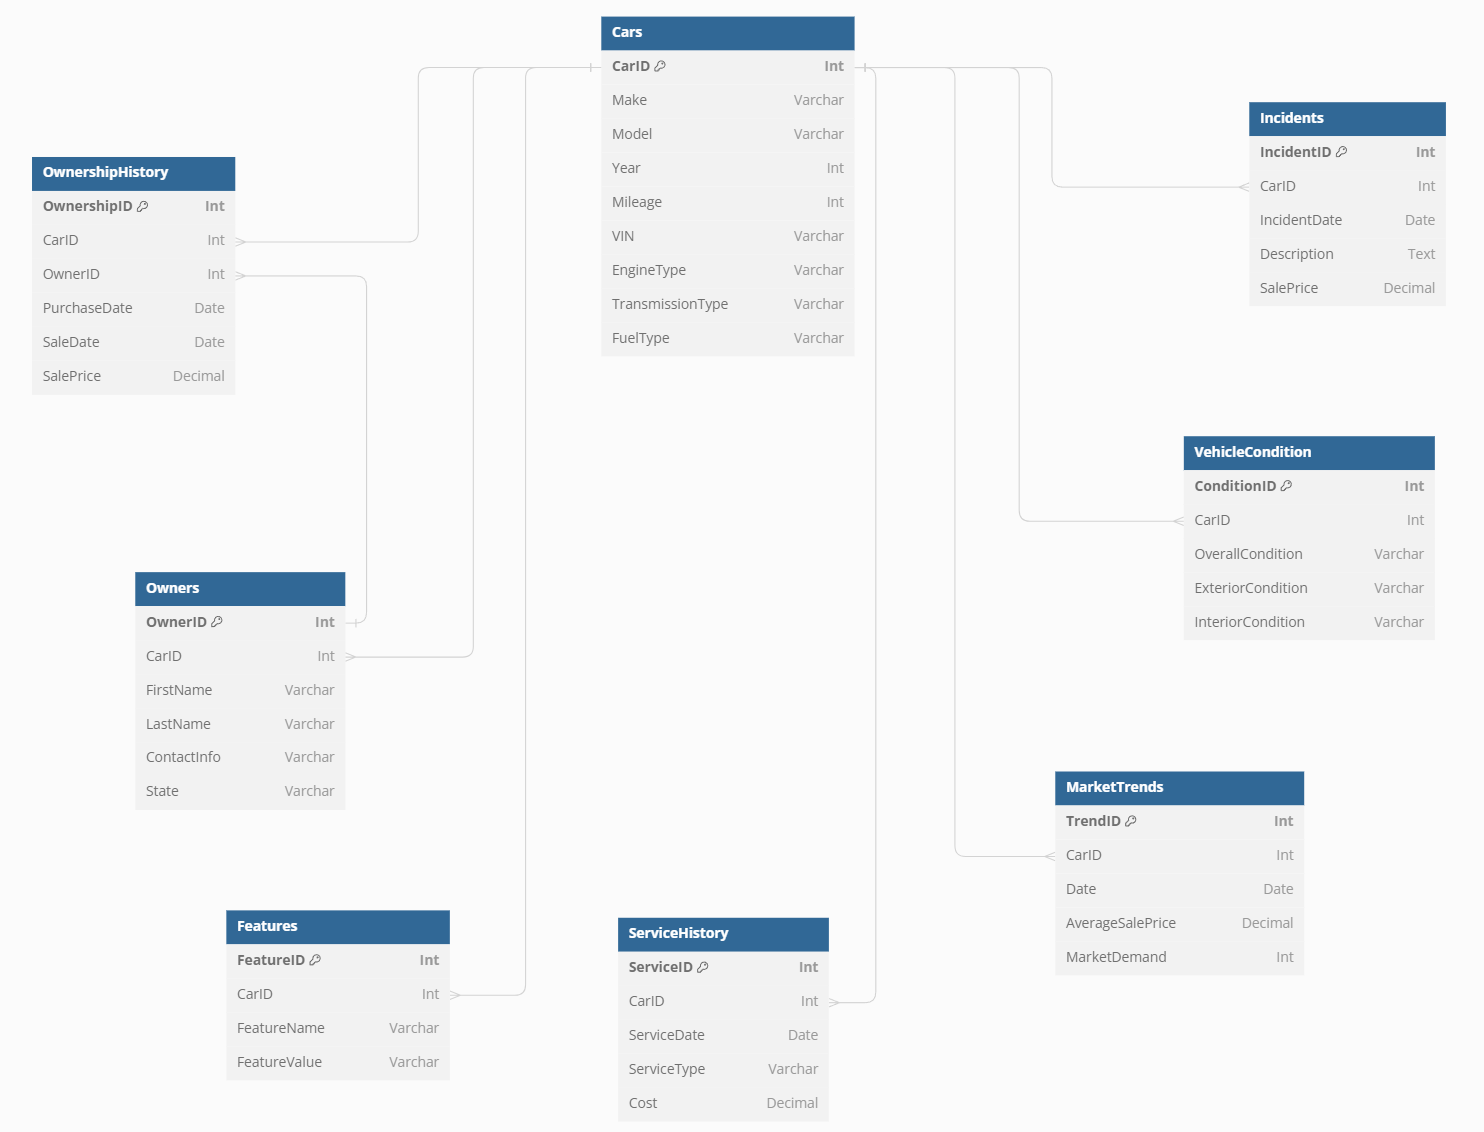 Cars
CarID Int
Make Varchar
Model Varchar
Year Int
Mileage Int
VIN Varchar
EngineType Varchar
TransmissionType Varchar
FuelType Varchar
Incidents
IncidentID Int
CarID Int
IncidentDate Date
Description Text
SalePrice Decimal
OwnershipHistory
OwnershipID Int
CarID Int
OwnerID Int
PurchaseDate Date
SaleDate Date
SalePrice Decimal
VehicleCondition
ConditionID Int
CarID Int
OverallCondition Varchar
ExteriorCondition Varchar
InteriorCondition Varchar
Owners
OwnerID Int
CarID Int
FirstName Varchar
LastName Varchar
ContactInfo Varchar
State Varchar
MarketTrends
TrendID Int
CarID Int
Date Date
AverageSalePrice Decimal
MarketDemand Int
Features
FeatureID Int
CarID Int
FeatureName Varchar
FeatureValue Varchar
ServiceHistory
ServiceID Int
CarID Int
ServiceDate Date
ServiceType Varchar
Cost Decimal